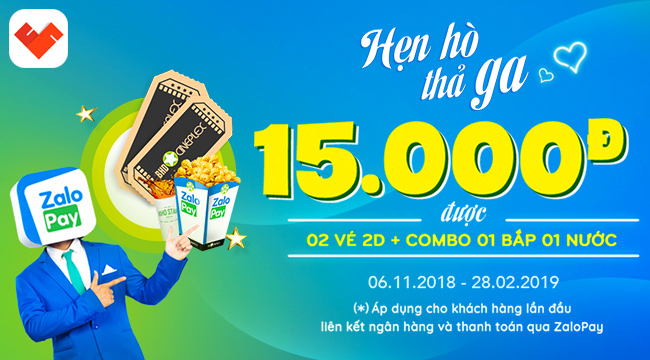 Hẹn hò
thả ga
15.000Đ
được
02 VÉ 2D + COMBO 01 BẮP 01 NƯỚC
06.11.2018 - 28.02.2019
(*) Áp dụng cho khách hàng lần đầu
liên kết ngân hàng và thanh toán qua ZaloPay
BHD STAR CINEPLEX
Zalo
Pay
Zalo
Pay
Zalo
Pay